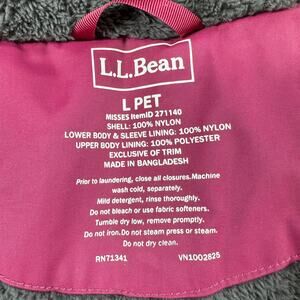 L.L.Bean
L PET
MISSES ItemID 271140
SHELL: 100% NYLON
LOWER BODY & SLEEVE LINING: 100% NYLON
UPPER BODY LINING: 100% POLYESTER
EXCLUSIVE OF TRIM
MADE IN BANGLADESH
Prior to laundering, close all closures.Machine
wash cold, separately.
Mild detergent, rinse thoroughly.
Do not bleach or use fabric softeners.
Tumble dry low, remove promptly.
Do not iron.Do not steam press or steam.
Do not dry clean.
RN71341 VN1002825